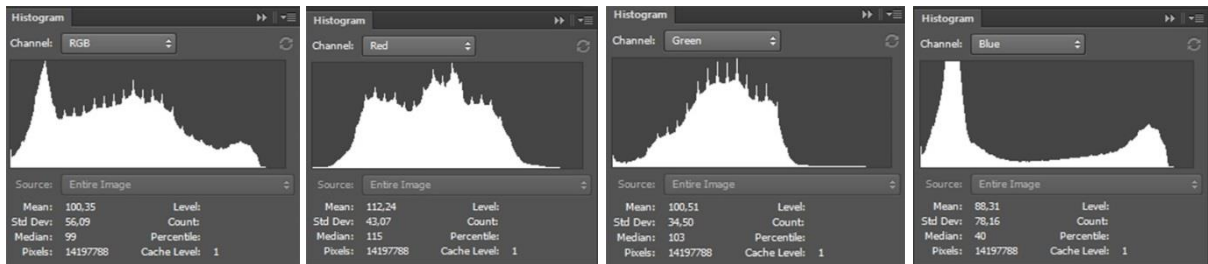 Histogram
Channel: RGB
Source: Entire Image
Mean: 100,35 Level:
Std Dev: 56,09 Count:
Median: 99 Percentile:
Pixels: 14197788 Cache Level: 1
Histogram
Channel: Red
Source: Entire Image
Mean: 112,24 Level:
Std Dev: 43,07 Count:
Median: 115 Percentile:
Pixels: 14197788 Cache Level: 1
Histogram
Channel: Green
Source: Entire Image
Mean: 100,51 Level:
Std Dev: 34,50 Count:
Median: 103 Percentile:
Pixels: 14197788 Cache Level: 1
Histogram
Channel: Blue
Source: Entire Image
Mean: 88,31 Level:
Std Dev: 78,16 Count:
Median: 40 Percentile:
Pixels: 14197788 Cache Level: 1